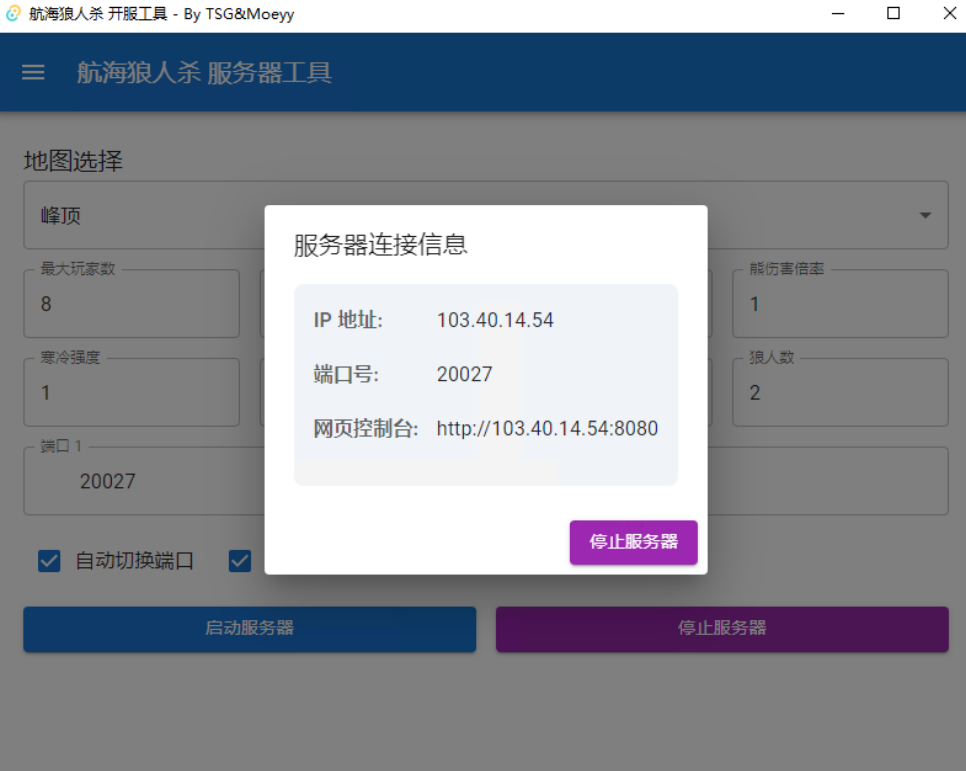 航海狼人杀 开服工具 - By TSG&Moeyy
航海狼人杀 服务器工具
地图选择
峰顶
最大玩家数
8
熊伤害倍率
1
寒冷强度
1
狼人数
2
端口 1
20027
服务器连接信息
IP 地址: 103.40.14.54
端口号: 20027
网页控制台: http://103.40.14.54:8080
停止服务器
自动切换端口
启动服务器 停止服务器